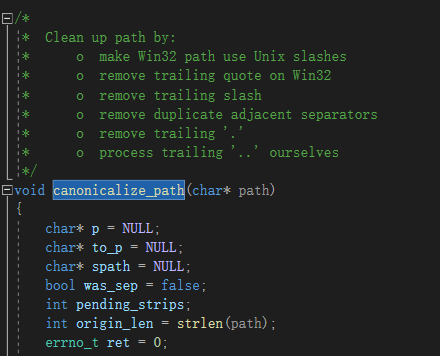 /*
* Clean up path by:
*      o  make Win32 path use Unix slashes
*      o  remove trailing quote on Win32
*      o  remove trailing slash
*      o  remove duplicate adjacent separators
*      o  remove trailing '.'
*      o  process trailing '..' ourselves
*/
void canonicalize_path(char* path)
{
    char* p = NULL;
    char* to_p = NULL;
    char* spath = NULL;
    bool was_sep = false;
    int pending_strips;
    int origin_len = strlen(path);
    errno_t ret = 0;